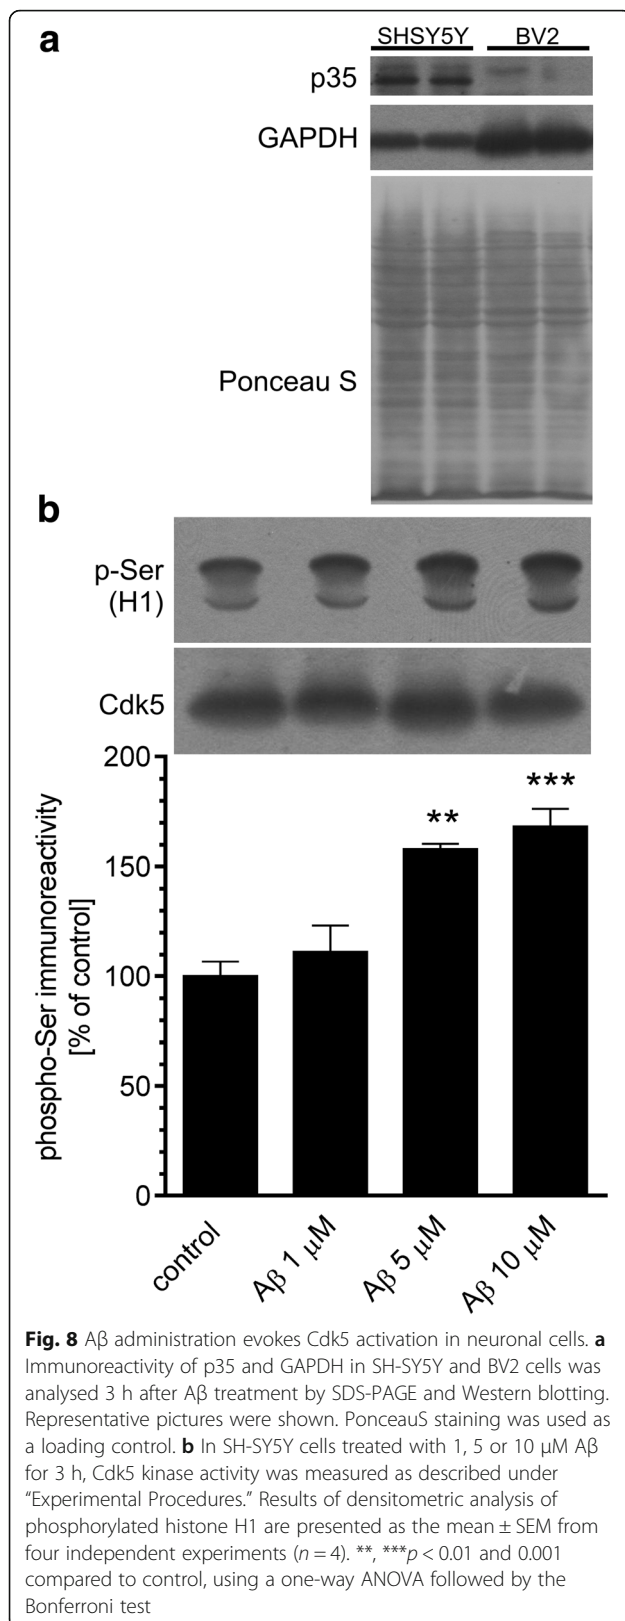 a
SHSY5Y BV2
p35
GAPDH
Ponceau S
b
p-Ser
(H1)
Cdk5
phospho-Ser immunoreactivity
[% of control]
200
150
100
50
0
**
***
control
Aβ 1 μM
Aβ 5 μM
Aβ 10 μM
Fig. 8 Aβ administration evokes Cdk5 activation in neuronal cells. a
Immunoreactivity of p35 and GAPDH in SH-SY5Y and BV2 cells was
analysed 3 h after Aβ treatment by SDS-PAGE and Western blotting.
Representative pictures were shown. PonceauS staining was used as
a loading control. b In SH-SY5Y cells treated with 1, 5 or 10 μM Aβ
for 3 h, Cdk5 kinase activity was measured as described under
“Experimental Procedures.” Results of densitometric analysis of
phosphorylated histone H1 are presented as the mean ± SEM from
four independent experiments (n = 4). **, ***p < 0.01 and 0.001
compared to control, using a one-way ANOVA followed by the
Bonferroni test